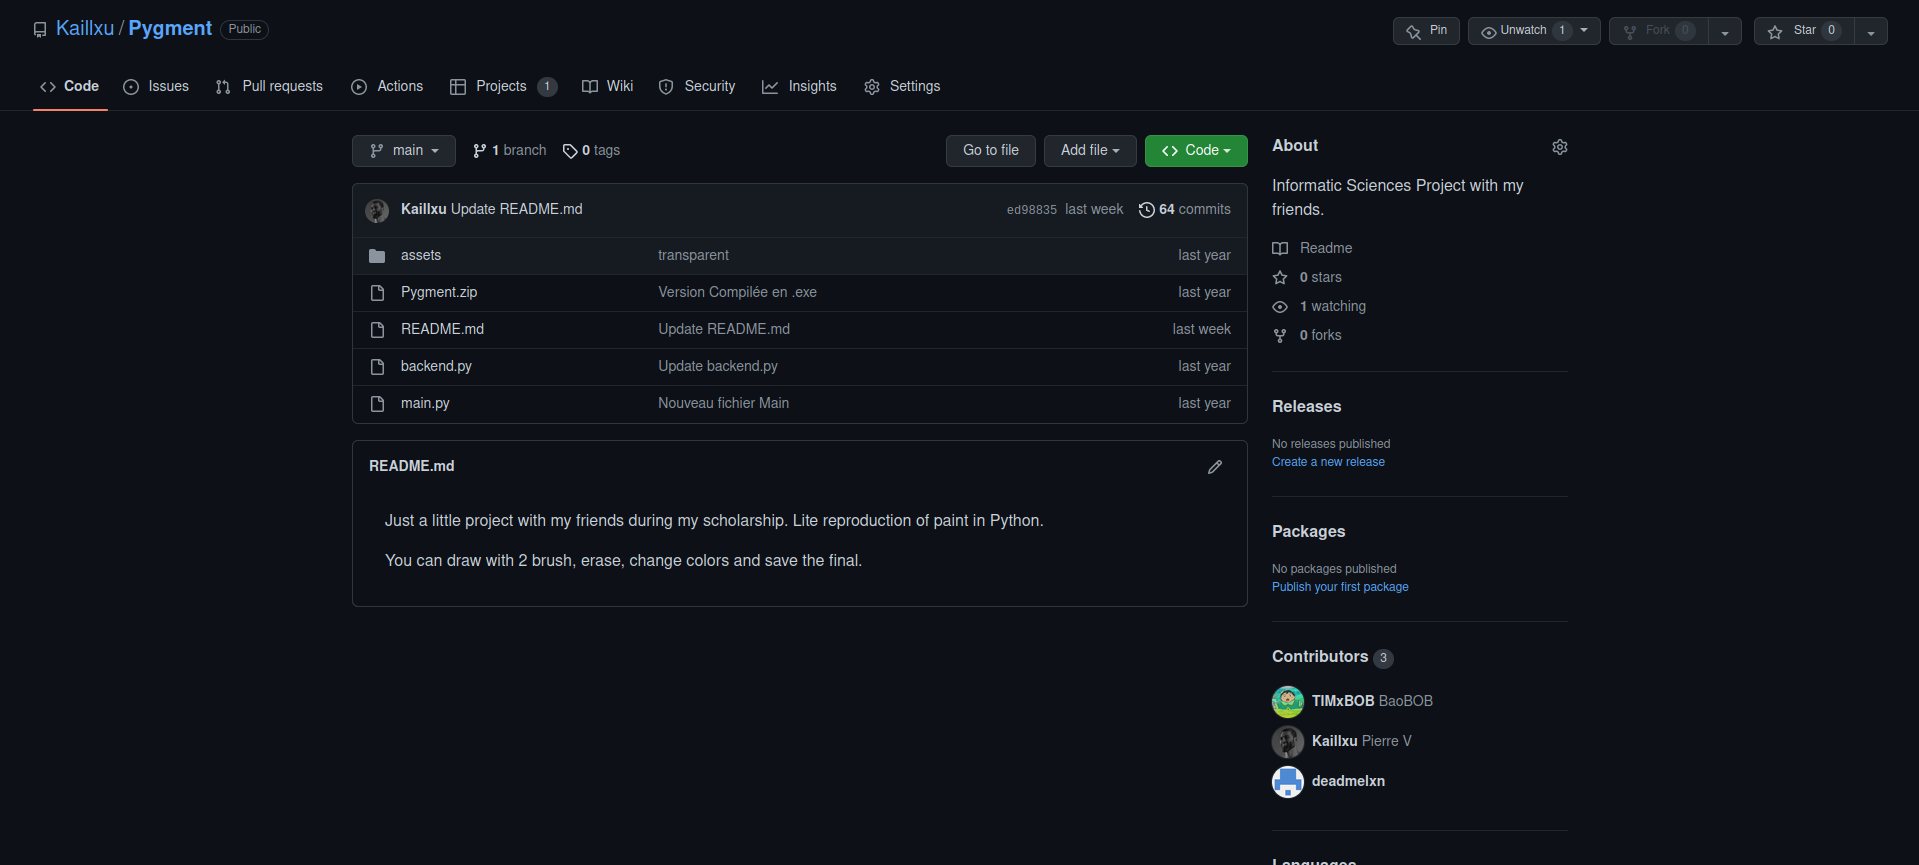 Kaillxu / Pygment Public
Pin Unwatch 1 Fork 0 Star 0
Code Issues Pull requests Actions Projects 1 Wiki Security Insights Settings
main 1 branch 0 tags Go to file Add file Code
Kaillxu Update README.md ed98835 last week 64 commits
assets transparent last year
Pygment.zip Version Compilée en .exe last year
README.md Update README.md last week
backend.py Update backend.py last year
main.py Nouveau fichier Main last year
README.md
Just a little project with my friends during my scholarship. Lite reproduction of paint in Python.
You can draw with 2 brush, erase, change colors and save the final.
About
Informatic Sciences Project with my
friends.
Readme
0 stars
1 watching
0 forks
Releases
No releases published
Create a new release
Packages
No packages published
Publish your first package
Contributors 3
TIMxBOB BaoBOB
Kaillxu Pierre V
deadmelxn
Languages